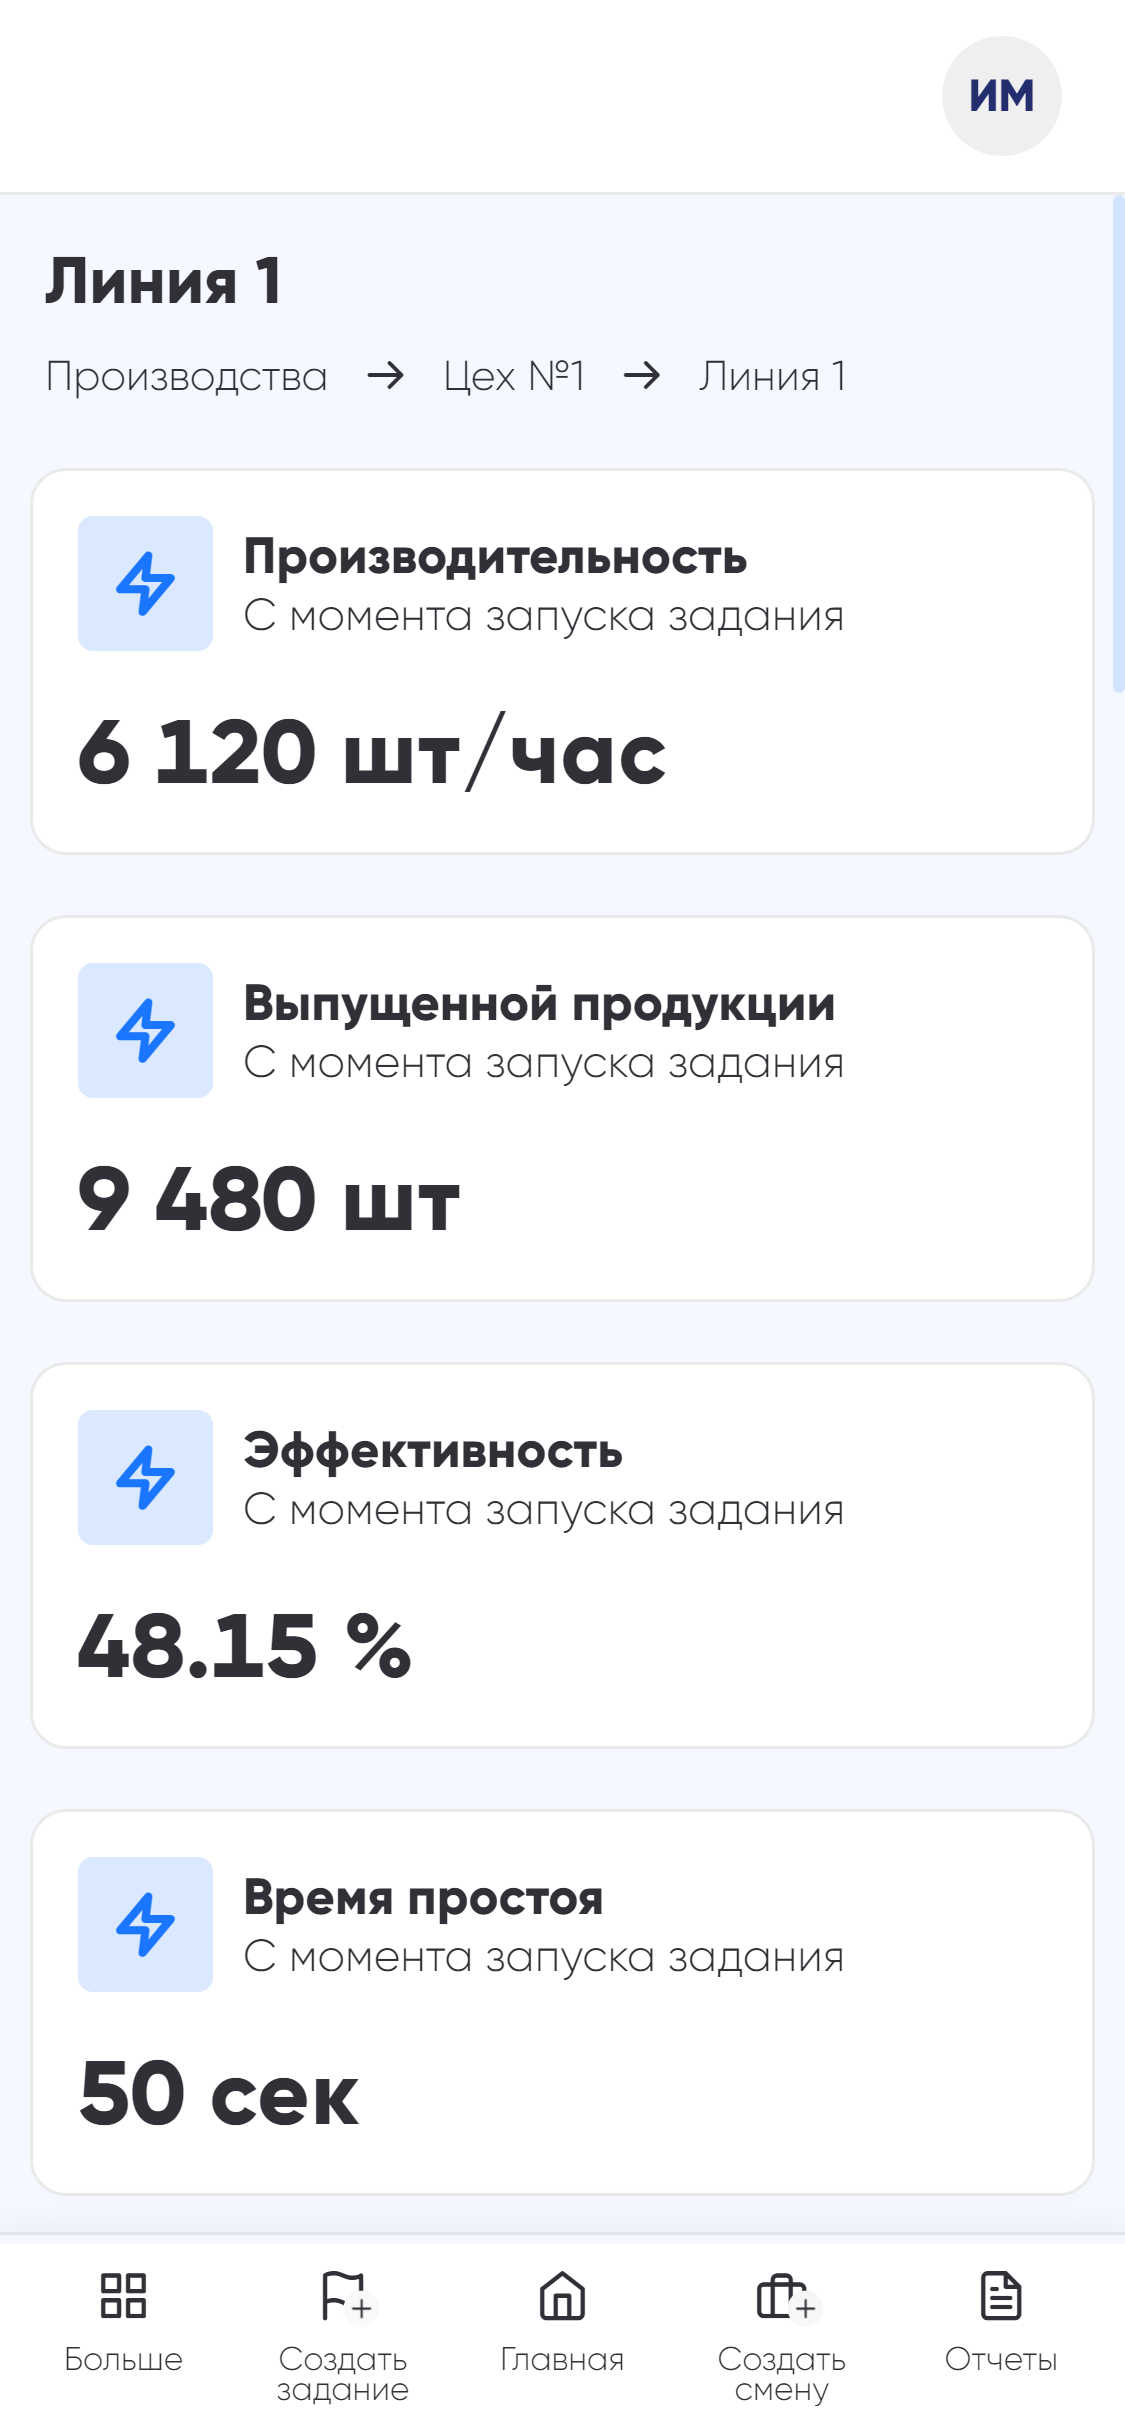 ИМ
Линия 1
Производства → Цех №1 → Линия 1
Производительность
С момента запуска задания
6 120 шт/час
Выпущенной продукции
С момента запуска задания
9 480 шт
Эффективность
С момента запуска задания
48.15 %
Время простоя
С момента запуска задания
50 сек
Больше
Создать
задание
Главная
Создать
смену
Отчеты